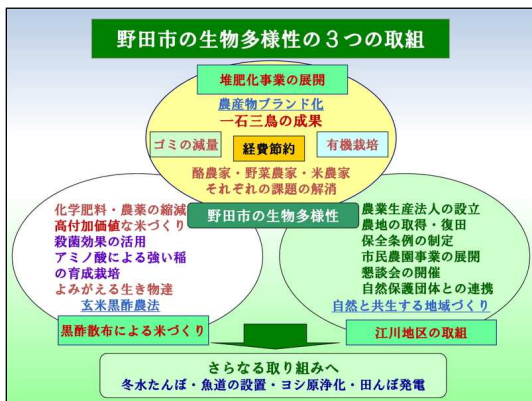 野田市の生物多様性の３つの取組
堆肥化事業の展開
農産物ブランド化
一石三鳥の成果
ゴミの減量
経費節約
有機栽培
酪農家・野菜農家・米農家
それぞれの課題の解消
野田市の生物多様性
化学肥料・農薬の縮減
高付加価値な米づくり
殺菌効果の活用
アミノ酸による強い稲
の育成栽培
よみがえる生き物達
玄米黒酢農法
黒酢散布による米づくり
農業生産法人の設立
農地の取得・復田
保全条例の制定
市民農園事業の展開
懇談会の開催
自然保護団体との連携
自然と共生する地域づくり
江川地区の取組
さらなる取り組みへ
冬水たんぼ・魚道の設置・ヨシ原浄化・田んぼ発電